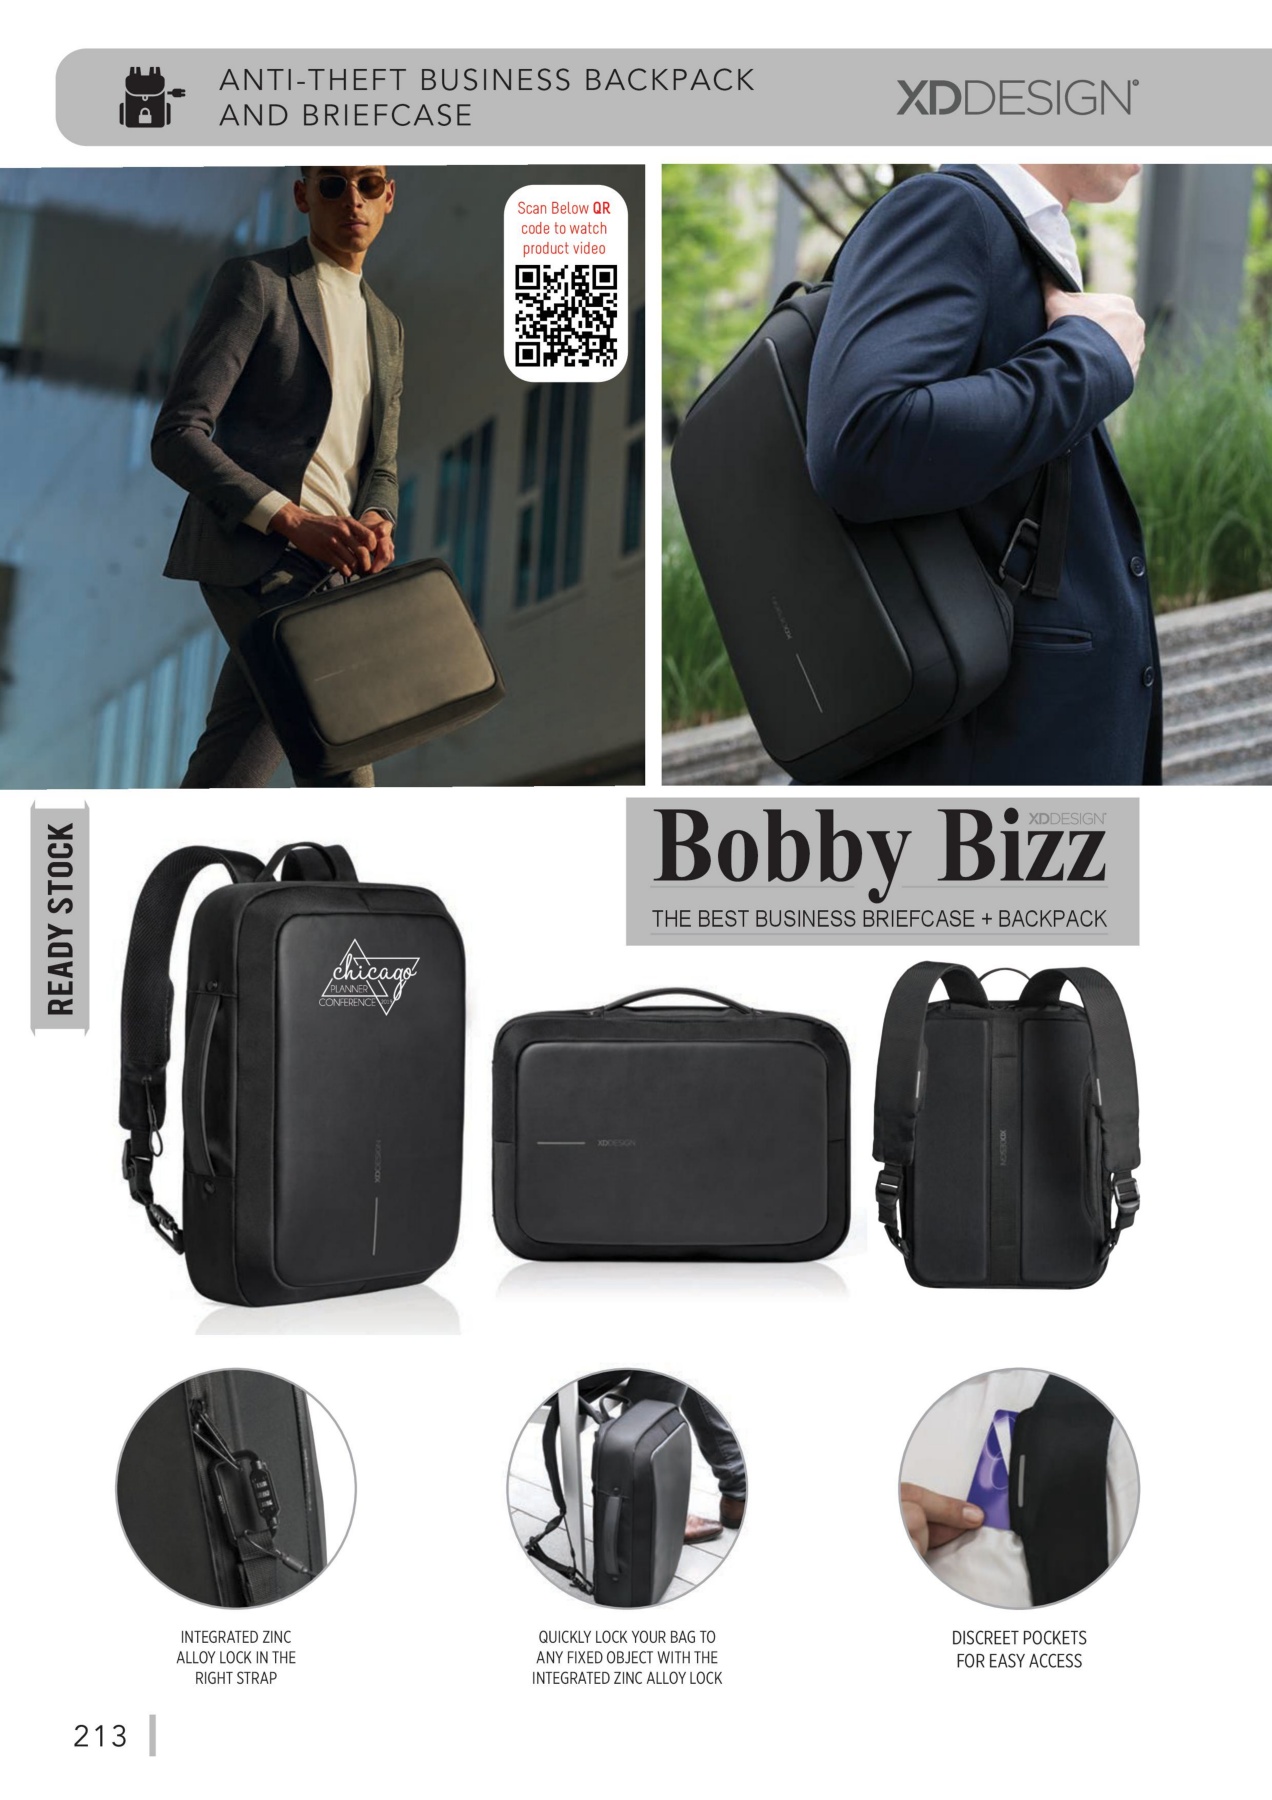 ANTI-THEFT BUSINESS BACKPACK
AND BRIEFCASE
XDDESIGN®
Scan Below QR
code to watch
product video
XDDESIGN
READY STOCK
XDDESIGN
Bobby Bizz
THE BEST BUSINESS BRIEFCASE + BACKPACK
chicago
PLANNER
CONFERENCE
XDDESIGN
XDDESIGN
XDDESIGN
INTEGRATED ZINC
ALLOY LOCK IN THE
RIGHT STRAP
QUICKLY LOCK YOUR BAG TO
ANY FIXED OBJECT WITH THE
INTEGRATED ZINC ALLOY LOCK
DISCREET POCKETS
FOR EASY ACCESS
213